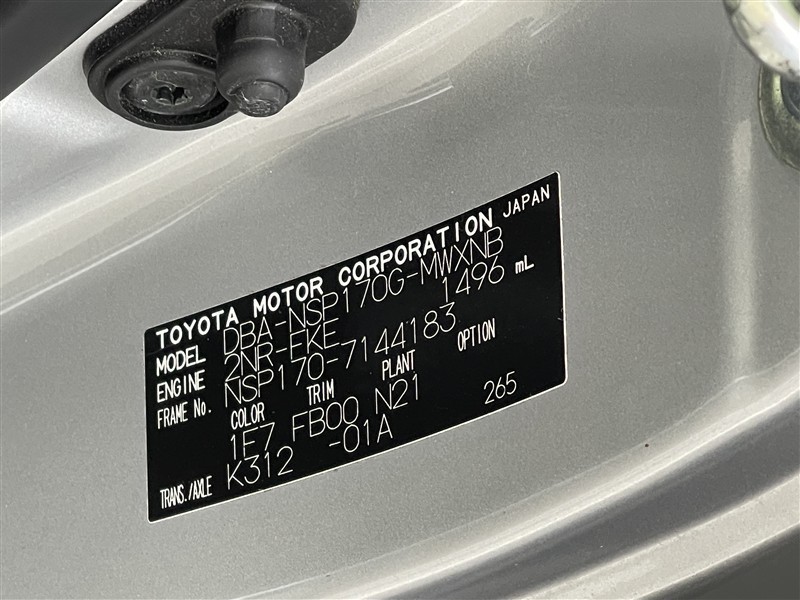 TOYOTA MOTOR CORPORATION JAPAN
MODEL DBA-NSP170G-MWXNB
ENGINE 2NR-FKE 1496 mL
FRAME No. NSP170-7144183
COLOR TRIM PLANT OPTION
1F7 FB00 N21 265
TRANS./AXLE K312 -01A